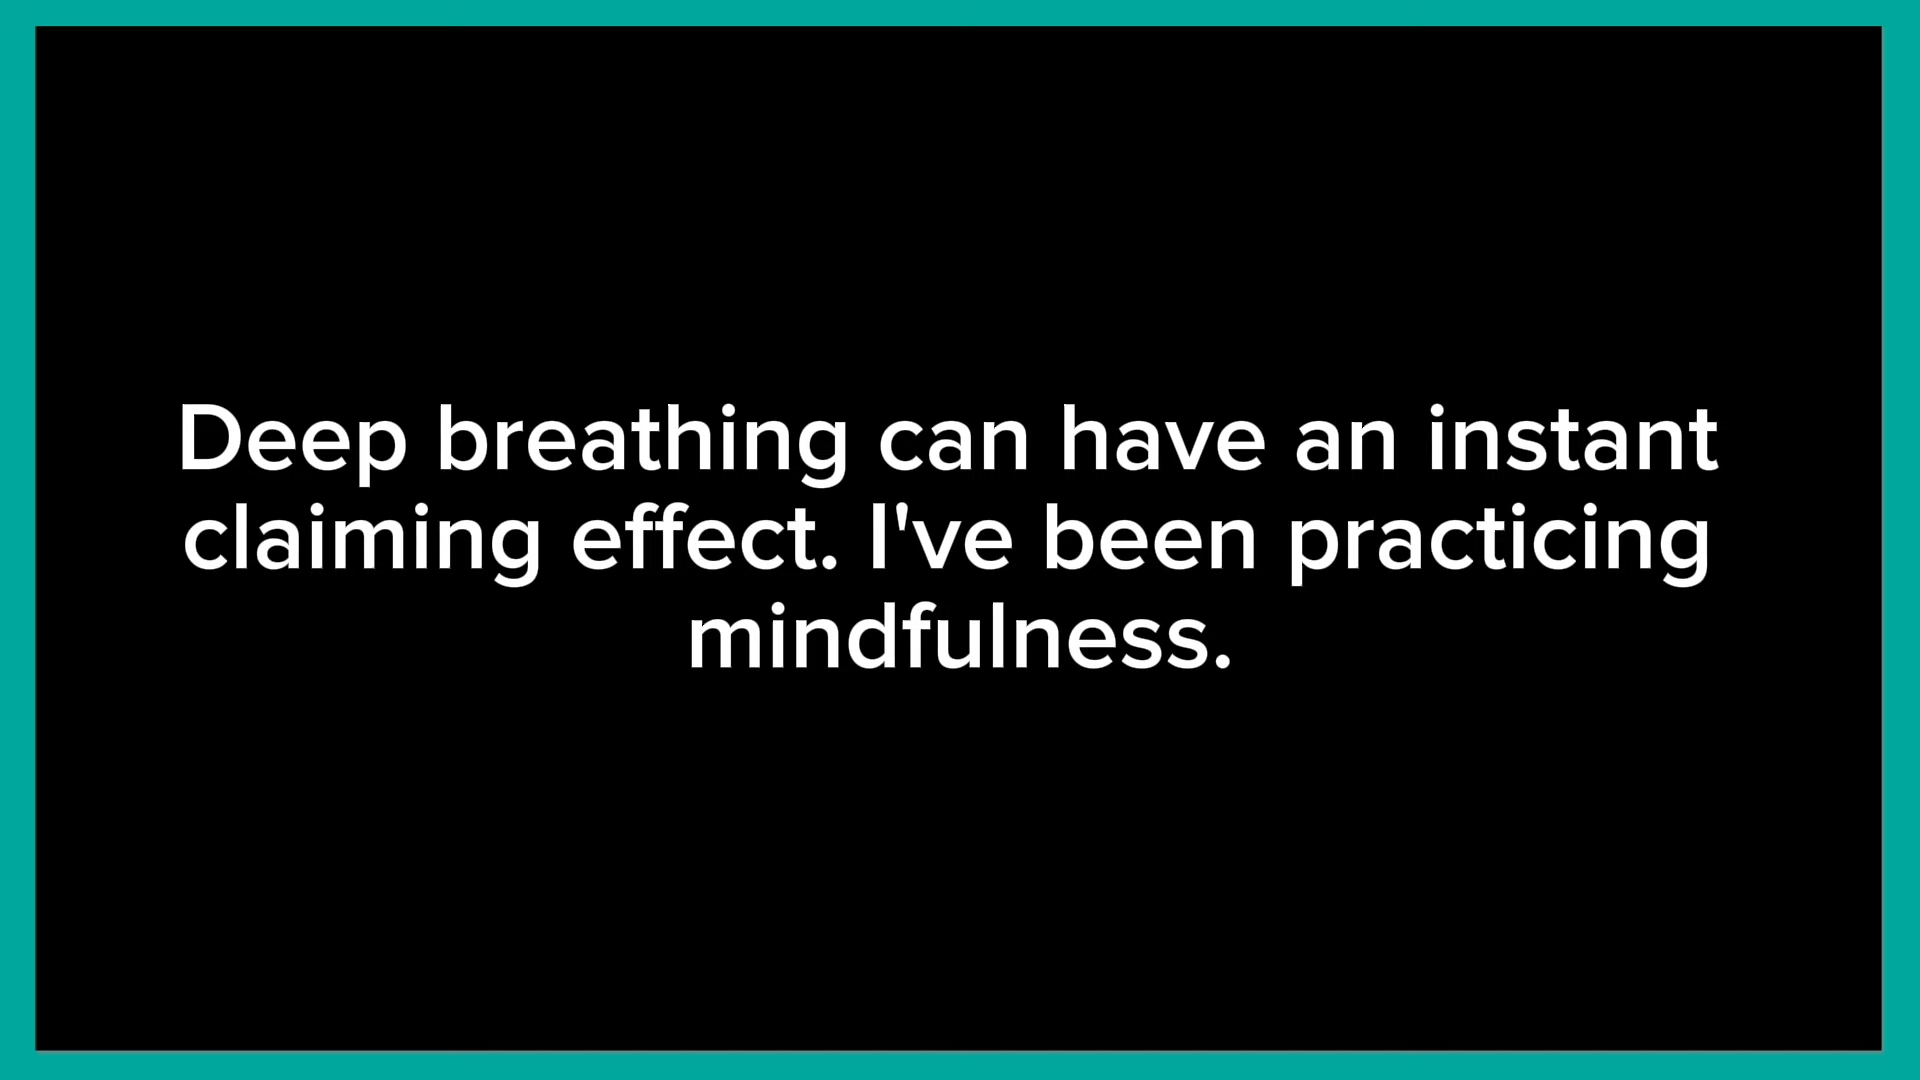 Deep breathing can have an instant
claiming effect. I've been practicing
mindfulness.